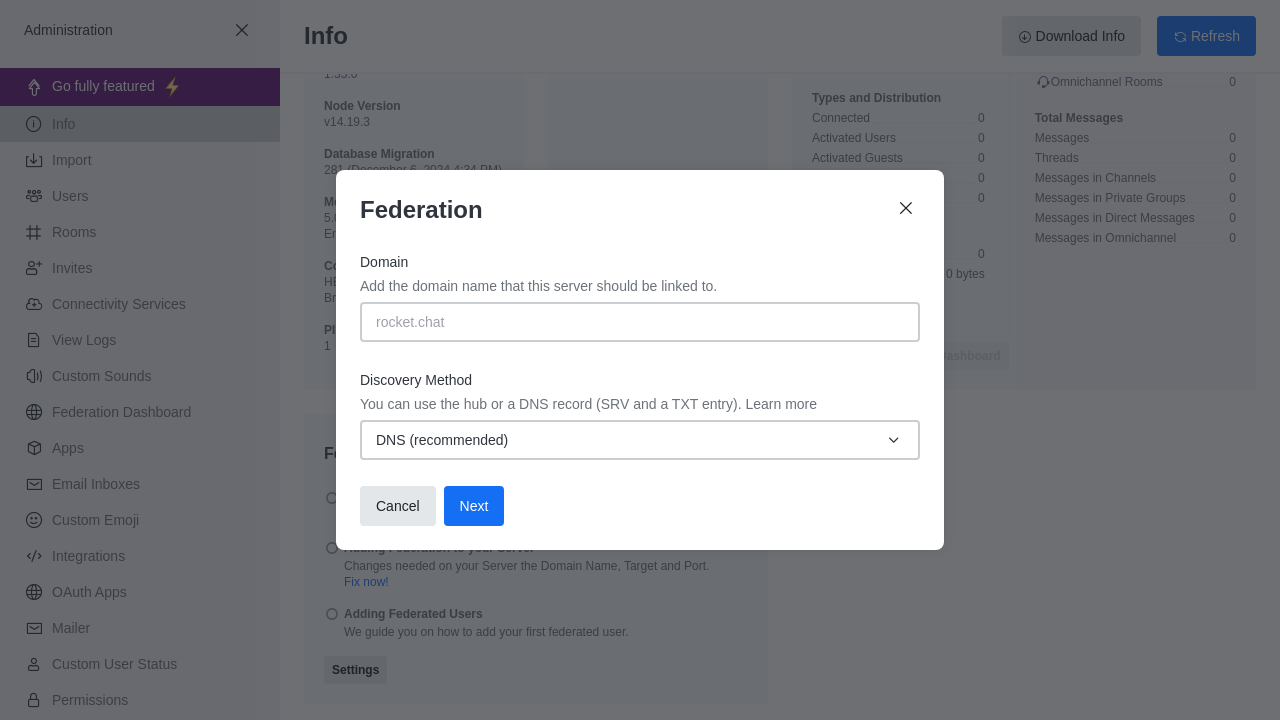 Administration
Go fully featured
Info
Import
Users
Rooms
Invites
Connectivity Services
View Logs
Custom Sounds
Federation Dashboard
Apps
Email Inboxes
Custom Emoji
Integrations
OAuth Apps
Mailer
Custom User Status
Permissions
Info
Download Info
Refresh
Node Version
v14.19.3
Database Migration
281 (December 6, 2024 4:34 PM)
1
Types and Distribution
Connected 0
Activated Users 0
Activated Guests 0
0
0
0
0 bytes
Dashboard
Omnichannel Rooms 0
Total Messages
Messages 0
Threads 0
Messages in Channels 0
Messages in Private Groups 0
Messages in Direct Messages 0
Messages in Omnichannel 0
Federation
Domain
Add the domain name that this server should be linked to.
rocket.chat
Discovery Method
You can use the hub or a DNS record (SRV and a TXT entry). Learn more
DNS (recommended)
Cancel
Next
Adding Federation to your Server
Changes needed on your Server the Domain Name, Target and Port.
Fix now!
Adding Federated Users
We guide you on how to add your first federated user.
Settings